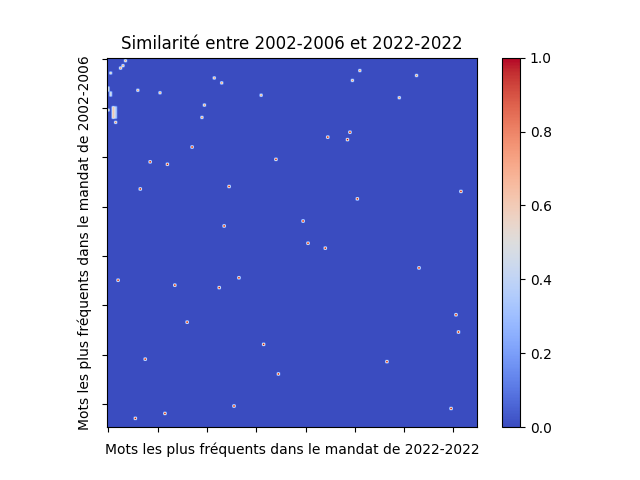 Similarité entre 2002-2006 et 2022-2022
Mots les plus fréquents dans le mandat de 2002-2006
1.0
0.8
0.6
0.4
0.2
0.0
Mots les plus fréquents dans le mandat de 2022-2022